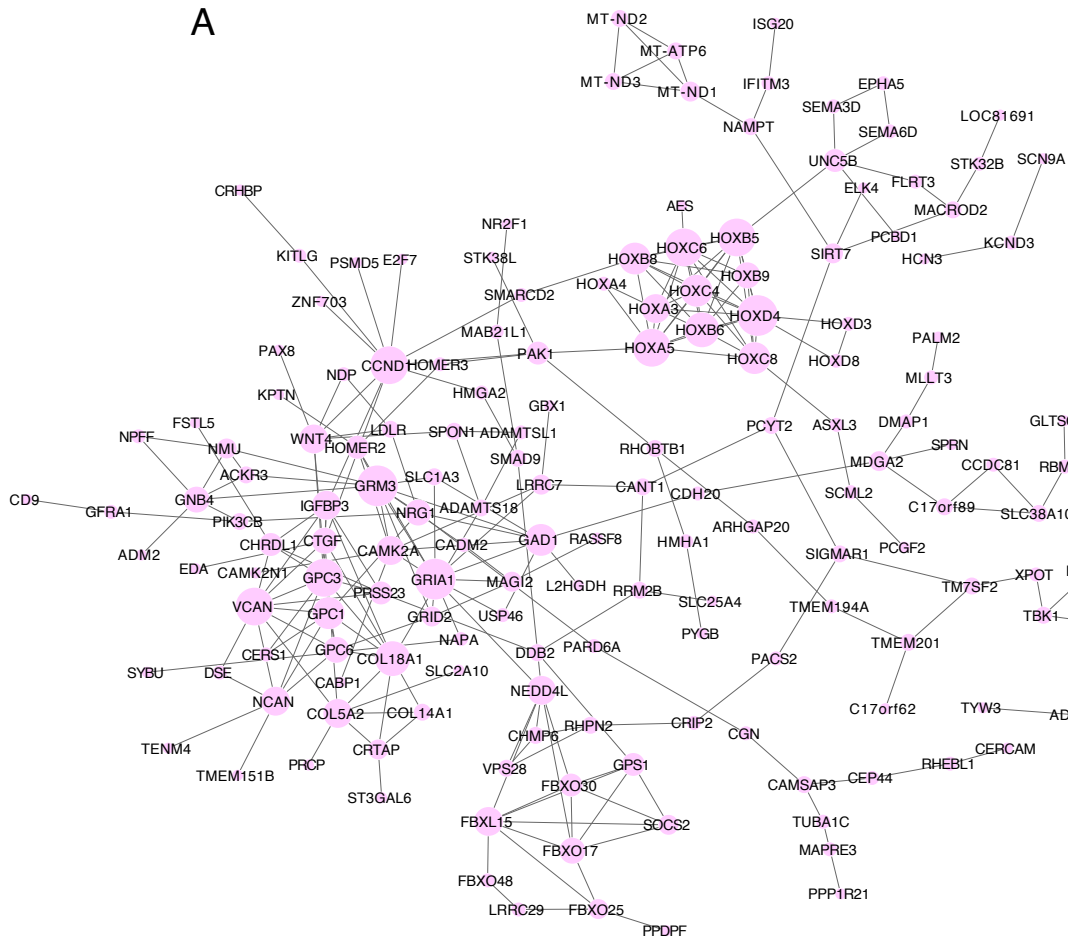 A
MT-ND2
ISG20
MT-ATP6
MT-ND3
MT-ND1
IFITM3
EPHA5
SEMA3D
LOC81691
NAMPT
SEMA6D
UNC5B
STK32B
SCN9A
FLRT3
ELK4
CRHBP
AES
MACROD2
NR2F1
HOXB5
PCBD1
KCND3
HOXC6
KITLG
PSMD5
E2F7
STK38L
HOXB8
SIRT7
HCN3
HOXB9
HOXA4
HOXC4
ZNF703
SMARCD2
HOXA3
HOXD4
HOXD3
MAB21L1
HOXB6
PALM2
PAX8
HOMER3
PAK1
HOXA5
HOXC8
HOXD8
CCND1
NDP
MLLT3
KPTN
HMGA2
GBX1
FSTL5
DMAP1
GLTS
NPFF
WNT4
LDLR
SPON1
ADAMTSL1
PCYT2
ASXL3
NMU
HOMER2
SMAD9
RHOBTB1
MDGA2
SPRN
CCDC81
RBM
ACKR3
SLC1A3
CD9
GRM3
LRRC7
CANT1
CDH20
SCML2
GFRA1
GNB4
IGFBP3
NRG1
ADAMTS18
C17orf89
SLC38A10
PIK3CB
ARHGAP20
ADM2
CHRDL1
CTGF
GAD1
RASSF8
HMHA1
PCGF2
CAMK2A
CADM2
SIGMAR1
EDA
CAMK2N1
GPC3
GRIA1
MAGI2
L2HGDH
TM7SF2
XPOT
PRSS23
RRM2B
VCAN
GPC1
GRID2
USP46
SLC25A4
TMEM194A
TBK1
PYGB
NAPA
GPC6
PARD6A
TMEM201
CERS1
COL18A1
DDB2
PACS2
SYBU
DSE
SLC2A10
CABP1
NEDD4L
NCAN
COL5A2
COL14A1
RHPN2
CRIP2
C17orf62
TYW3
AD
CHMP6
CGN
TENM4
CRTAP
CERCAM
PRCP
VPS28
GPS1
RHEBL1
TMEM151B
FBXO30
CAMSAP3
CEP44
ST3GAL6
FBXL15
SOCS2
TUBA1C
FBXO17
MAPRE3
FBXO48
PPP1R21
LRRC29
FBXO25
PPDPF